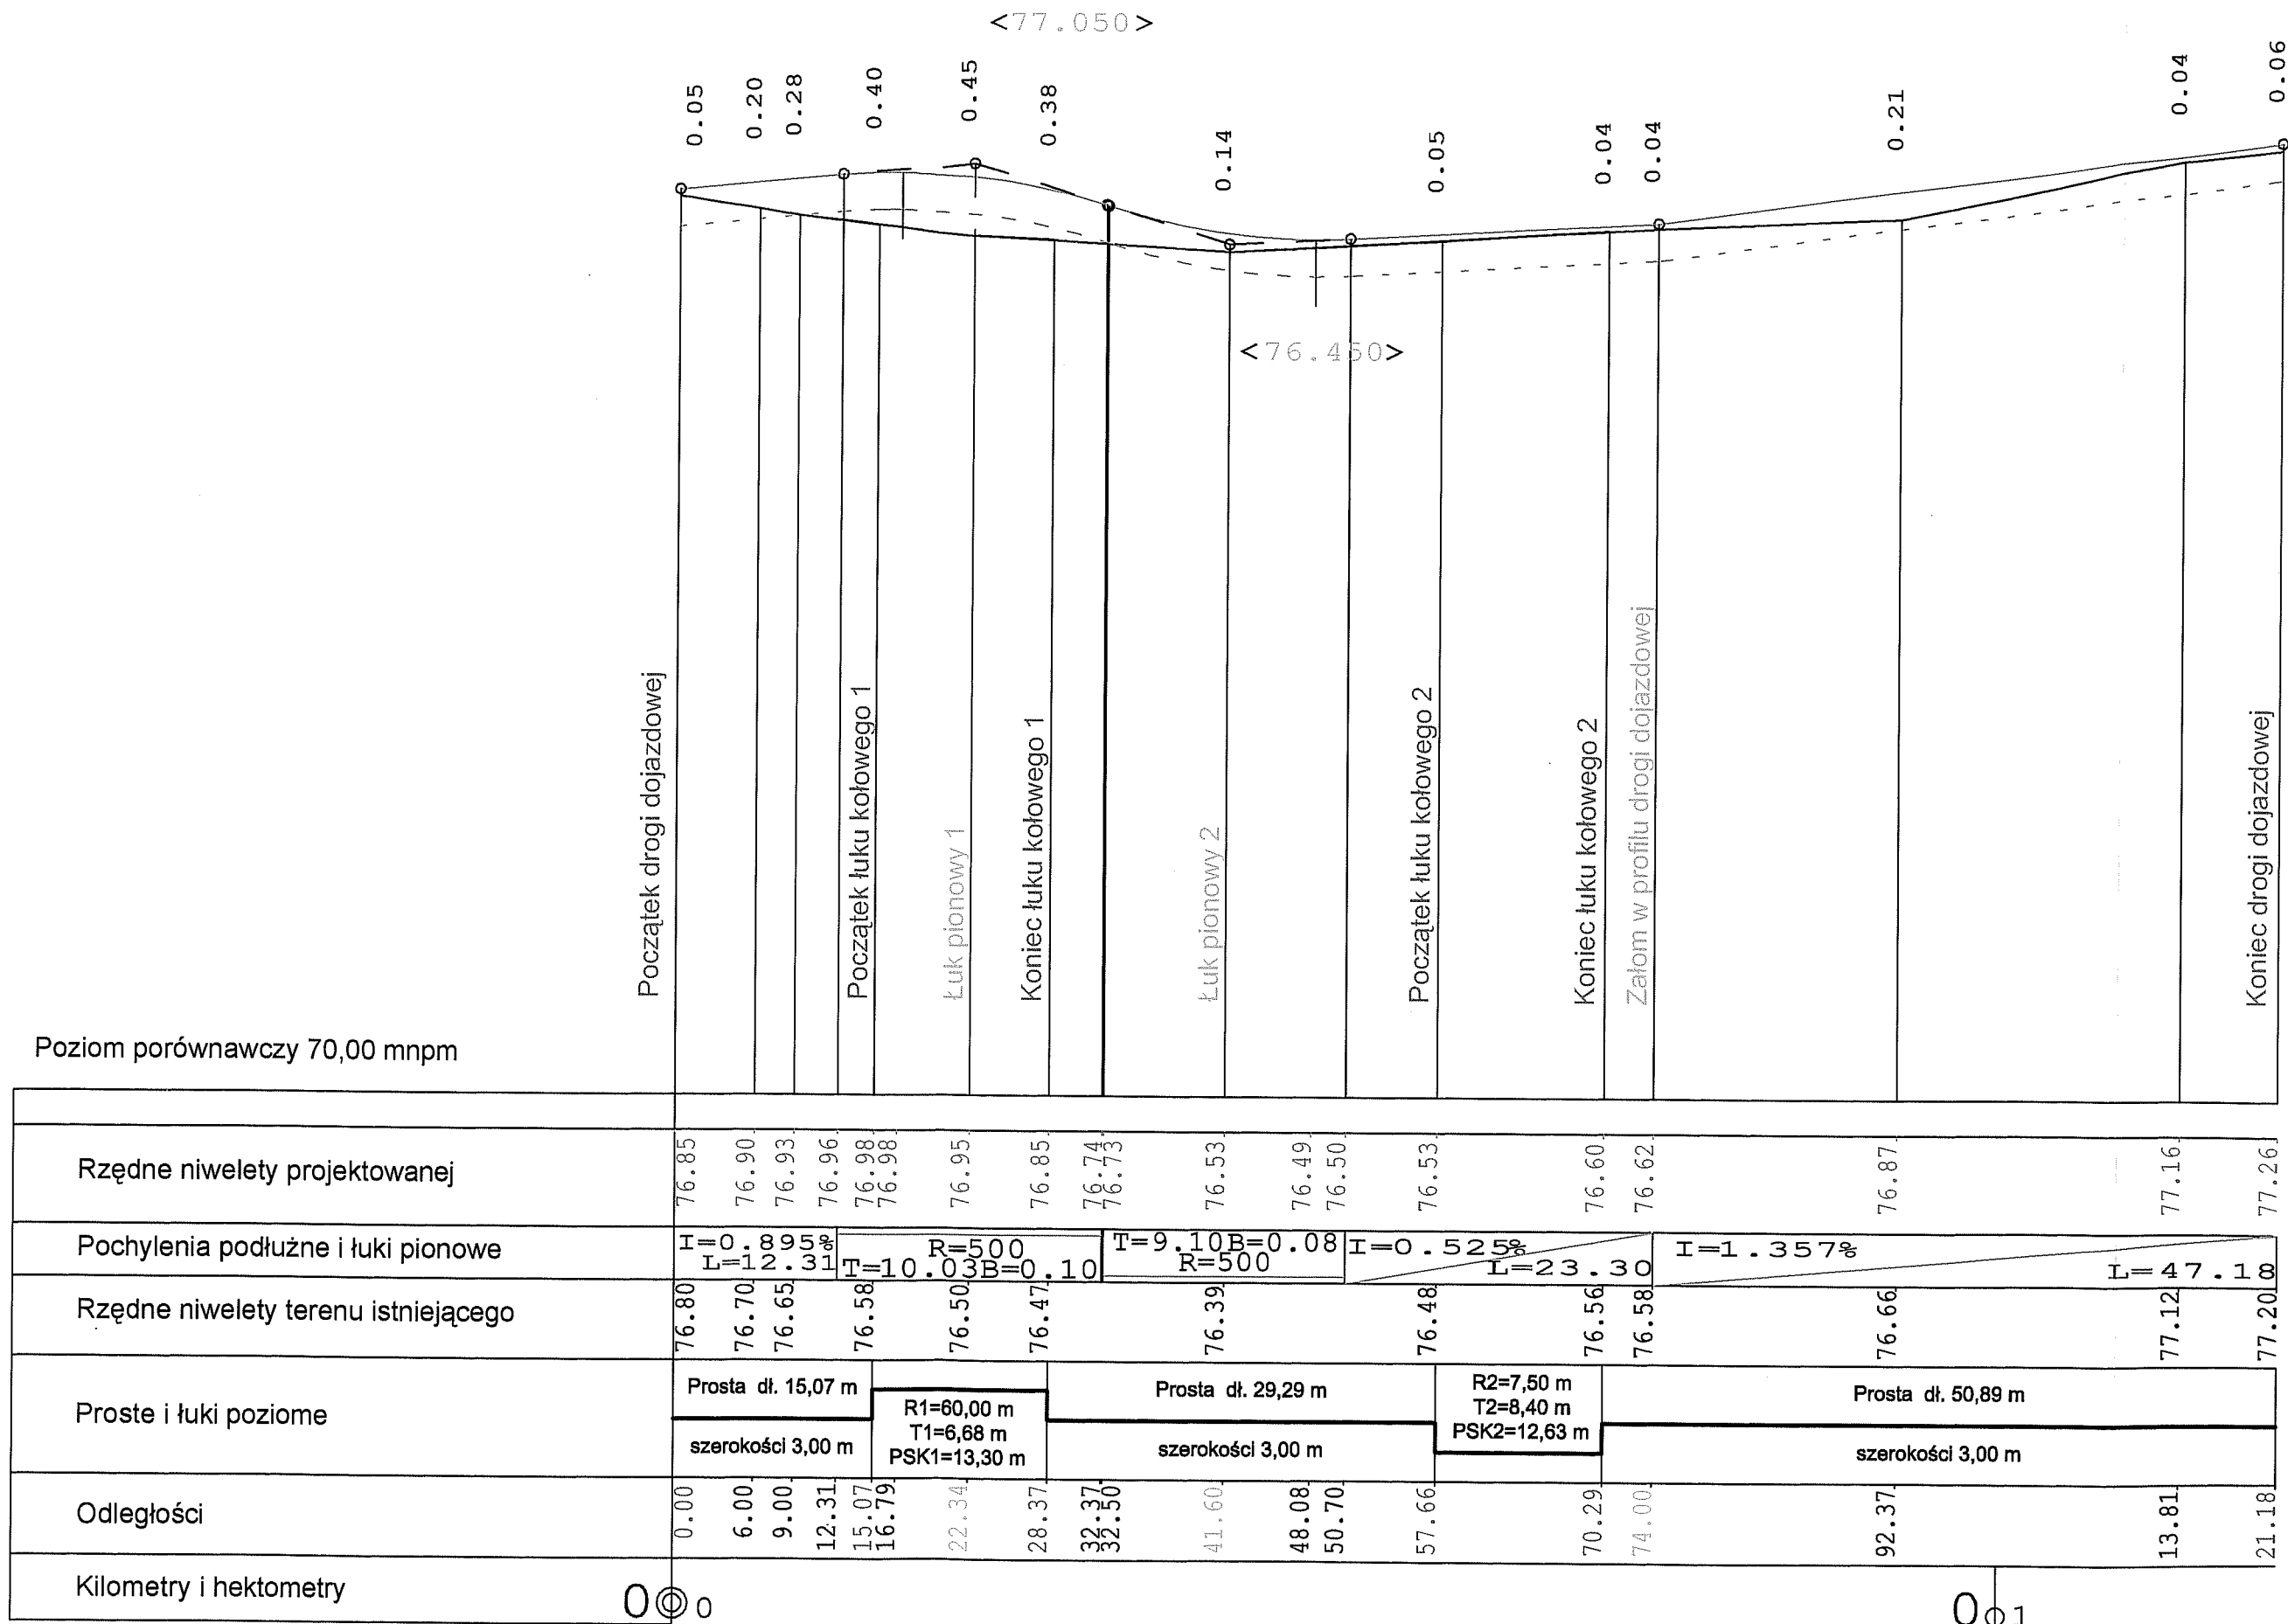 <77.050>
0.05 0.20 0.28 0.40 0.45 0.38 0.14 0.05 0.04 0.04 0.21 0.04 0.06
<76.450>
Początek drogi dojazdowej
Początek łuku kołowego 1
Łuk pionowy 1
Koniec łuku kołowego 1
Łuk pionowy 2
Początek łuku kołowego 2
Koniec łuku kołowego 2
Załom w profilu drogi dojazdowej
Koniec drogi dojazdowej
Poziom porównawczy 70,00 mnpm
Rzędne niwelety projektowanej
76.85 76.90 76.93 76.96 76.98 76.98 76.95 76.85 76.74 76.73 76.53 76.49 76.50 76.53 76.60 76.62 76.87 77.16 77.26
Pochylenia podłużne i łuki pionowe
I=0.895%
L=12.31
R=500
T=10.03B=0.10
T=9.10B=0.08
R=500
I=0.525%
L=23.30
I=1.357%
L=47.18
Rzędne niwelety terenu istniejącego
76.80 76.70 76.65 76.58 76.50 76.47 76.39 76.48 76.56 76.58 76.66 77.12 77.20
Proste i łuki poziome
Prosta dł. 15,07 m
szerokości 3,00 m
R1=60,00 m
T1=6,68 m
PSK1=13,30 m
Prosta dł. 29,29 m
szerokości 3,00 m
R2=7,50 m
T2=8,40 m
PSK2=12,63 m
Prosta dł. 50,89 m
szerokości 3,00 m
Odległości
0.00 6.00 9.00 12.31 15.07 16.79 22.34 28.37 32.37 32.50 41.60 48.08 50.70 57.66 70.29 74.00 92.37 13.81 21.18
Kilometry i hektometry
0 0
0 1